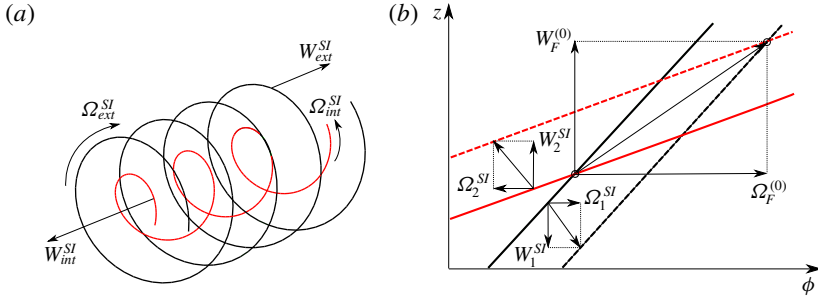 (a)
W_ext^SI
Ω_ext^SI
Ω_int^SI
W_int^SI
(b)
z
W_F^(0)
W_2^SI
Ω_2^SI
Ω_1^SI
Ω_F^(0)
W_1^SI
ϕ